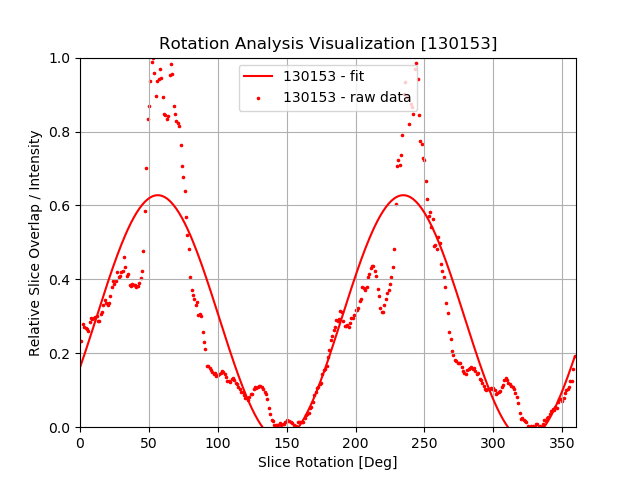 Rotation Analysis Visualization [130153]
130153 - fit
130153 - raw data
Relative Slice Overlap / Intensity
1.0
0.8
0.6
0.4
0.2
0.0
0 50 100 150 200 250 300 350
Slice Rotation [Deg]